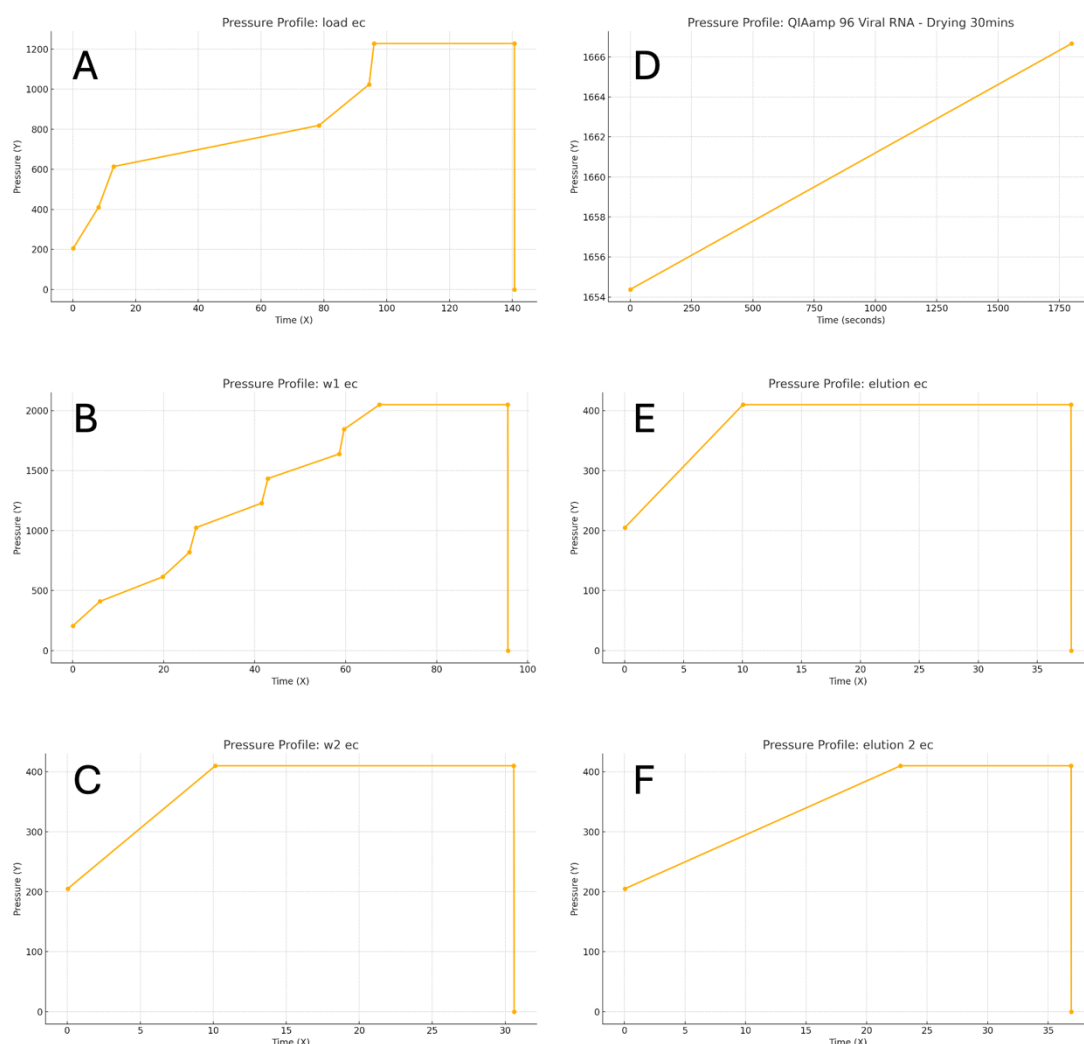 Pressure Profile: load ec
A
1200
1000
800
600
400
200
0
Pressure (Y)
0 20 40 60 80 100 120 140
Time (X)
Pressure Profile: QIAamp 96 Viral RNA - Drying 30mins
D
1666
1664
1662
1660
1658
1656
1654
Pressure (Y)
0 250 500 750 1000 1250 1500 1750
Time (seconds)
Pressure Profile: w1 ec
B
2000
1500
1000
500
0
Pressure (Y)
0 20 40 60 80 100
Time (X)
Pressure Profile: elution ec
E
400
300
200
100
0
Pressure (Y)
0 5 10 15 20 25 30 35
Time (X)
Pressure Profile: w2 ec
C
400
300
200
100
0
Pressure (Y)
0 5 10 15 20 25 30
Time (X)
Pressure Profile: elution 2 ec
F
400
300
200
100
0
Pressure (Y)
0 5 10 15 20 25 30 35
Time (X)